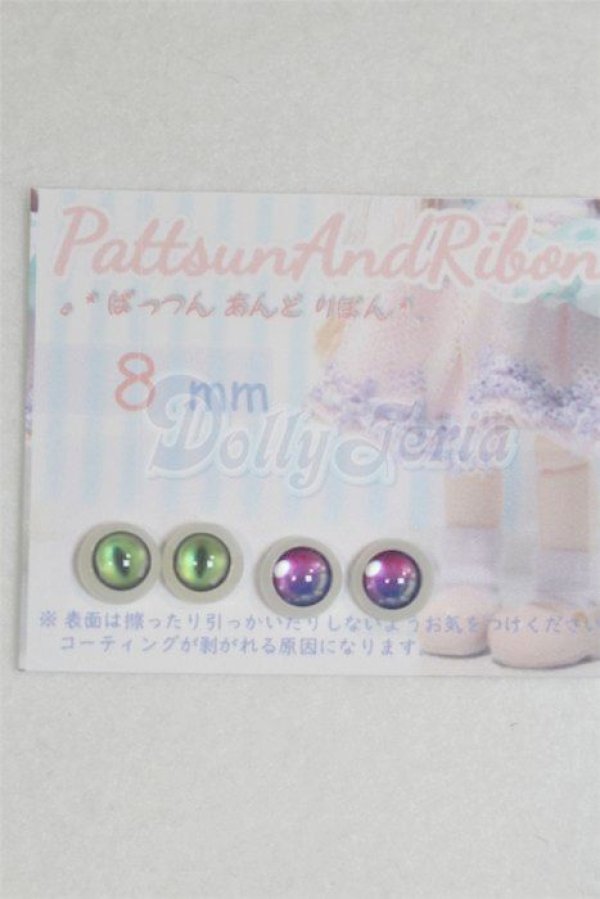 PattsunAndRibon
。*ぱっつん あんど りぼん*。
8 mm
DollyTeria
※表面は擦ったり引っかいたりしないようお気をつけください
コーティングが剥がれる原因になります。